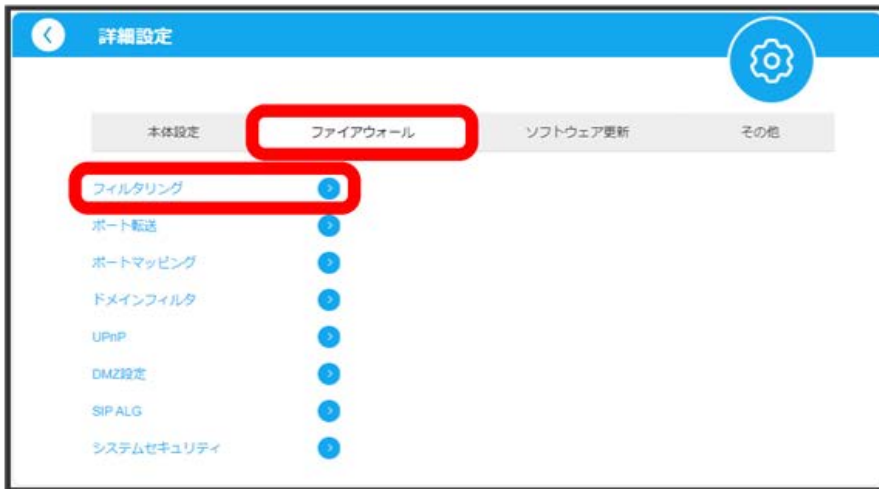 詳細設定
本体設定 ファイアウォール ソフトウェア更新 その他
フィルタリング
ポート転送
ポートマッピング
ドメインフィルタ
UPnP
DMZ設定
SIP ALG
システムセキュリティ